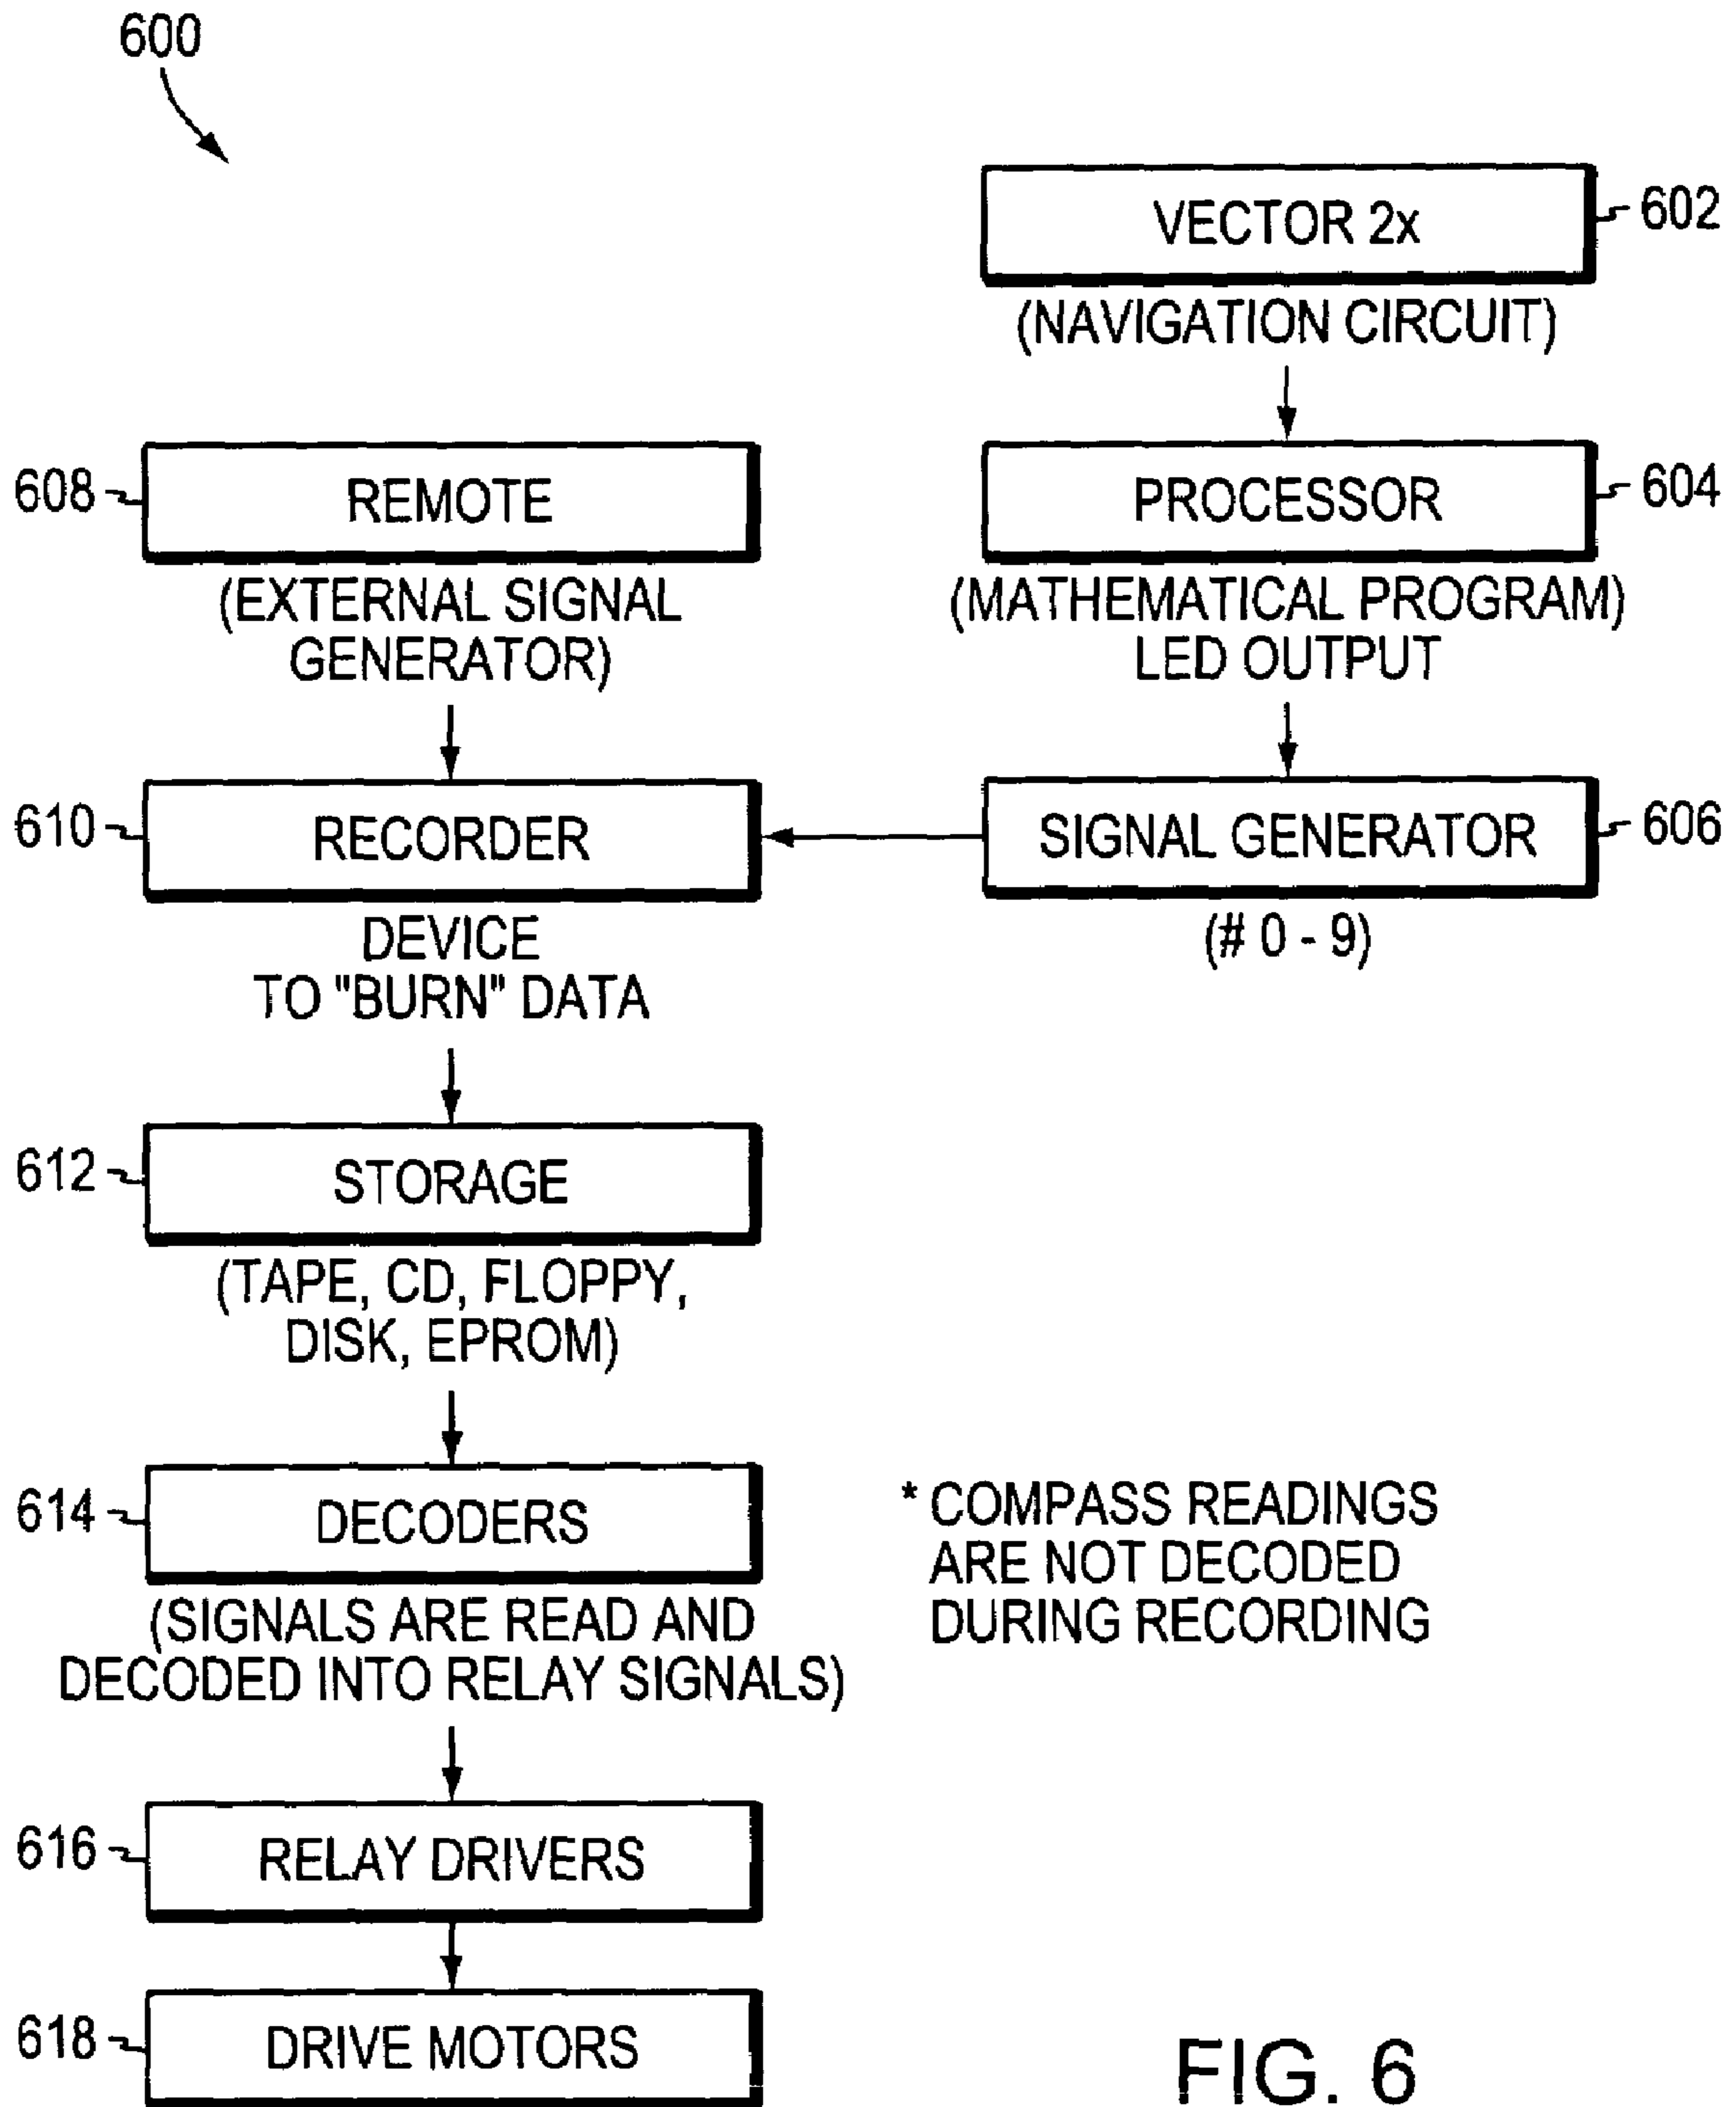 600
VECTOR 2x
602
(NAVIGATION CIRCUIT)
608
REMOTE
PROCESSOR
604
(EXTERNAL SIGNAL
GENERATOR)
(MATHEMATICAL PROGRAM)
LED OUTPUT
610
RECORDER
SIGNAL GENERATOR
606
DEVICE
TO "BURN" DATA
(# 0 - 9)
612
STORAGE
(TAPE, CD, FLOPPY,
DISK, EPROM)
614
DECODERS
(SIGNALS ARE READ AND
DECODED INTO RELAY SIGNALS)
* COMPASS READINGS
ARE NOT DECODED
DURING RECORDING
616
RELAY DRIVERS
618
DRIVE MOTORS
FIG. 6